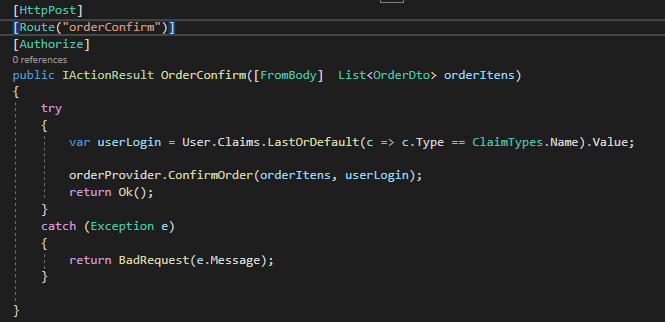 [HttpPost]
[Route("orderConfirm")]
[Authorize]
0 references
public IActionResult OrderConfirm([FromBody]  List<OrderDto> orderItens)
{
try
{
var userLogin = User.Claims.LastOrDefault(c => c.Type == ClaimTypes.Name).Value;
orderProvider.ConfirmOrder(orderItens, userLogin);
return Ok();
}
catch (Exception e)
{
return BadRequest(e.Message);
}
}